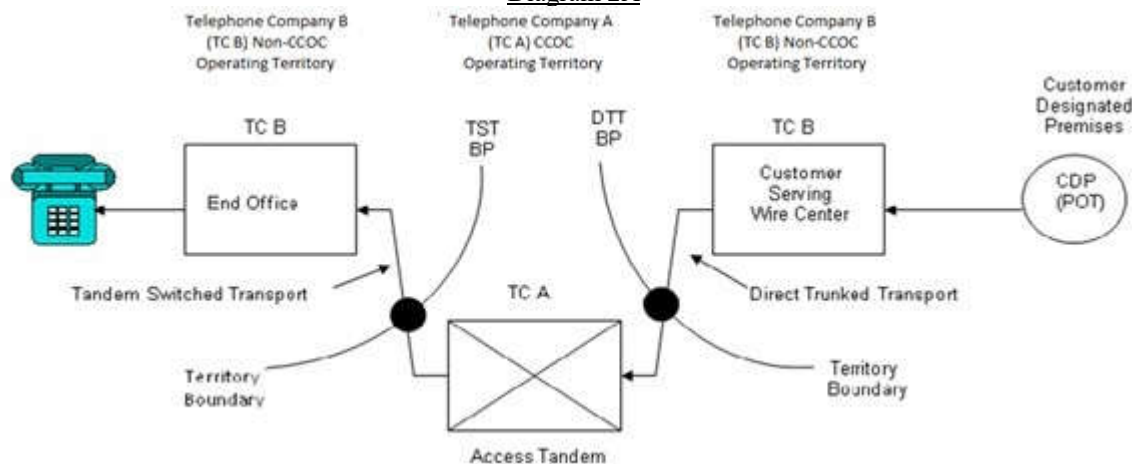 Telephone Company B
(TC B) Non-CCOC
Operating Territory
Telephone Company A
(TC A) CCOC
Operating Territory
Telephone Company B
(TC B) Non-CCOC
Operating Territory
Customer
Designated
Premises
TC B
TST
BP
DTT
BP
TC B
End Office
Customer
Serving
Wire Center
CDP
(POT)
Tandem Switched Transport
TC A
Direct Trunked Transport
Territory
Boundary
Territory
Boundary
Access Tandem